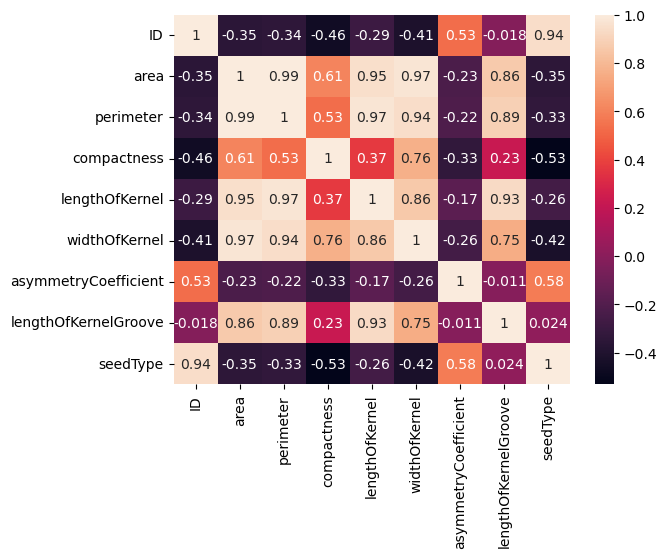 ID 1 -0.35 -0.34 -0.46 -0.29 -0.41 0.53 -0.018 0.94
area -0.35 1 0.99 0.61 0.95 0.97 -0.23 0.86 -0.35
perimeter -0.34 0.99 1 0.53 0.97 0.94 -0.22 0.89 -0.33
compactness -0.46 0.61 0.53 1 0.37 0.76 -0.33 0.23 -0.53
lengthOfKernel -0.29 0.95 0.97 0.37 1 0.86 -0.17 0.93 -0.26
widthOfKernel -0.41 0.97 0.94 0.76 0.86 1 -0.26 0.75 -0.42
asymmetryCoefficient 0.53 -0.23 -0.22 -0.33 -0.17 -0.26 1 -0.011 0.58
lengthOfKernelGroove -0.018 0.86 0.89 0.23 0.93 0.75 -0.011 1 0.024
seedType 0.94 -0.35 -0.33 -0.53 -0.26 -0.42 0.58 0.024 1
ID
area
perimeter
compactness
lengthOfKernel
widthOfKernel
asymmetryCoefficient
lengthOfKernelGroove
seedType
1.0
0.8
0.6
0.4
0.2
0.0
−0.2
−0.4